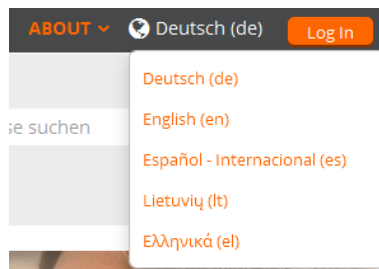 ABOUT Deutsch (de) Log In
Deutsch (de)
English (en)
se suchen
Español - Internacional (es)
Lietuvių (lt)
Ελληνικά (el)